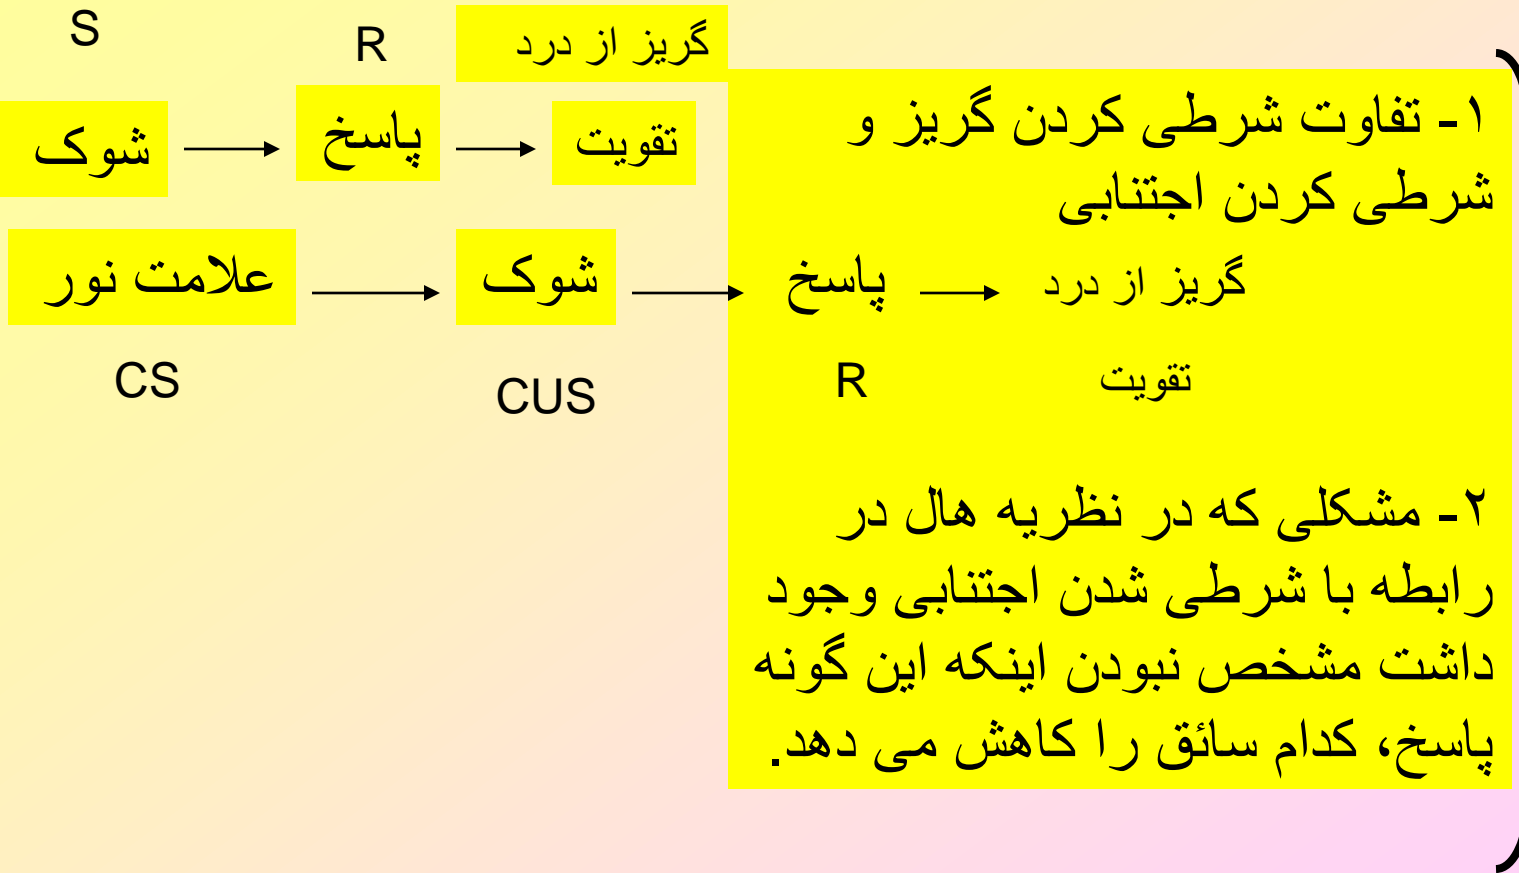 S
R
گریز از درد
شوک
پاسخ
تقویت
۱- تفاوت شرطی کردن گریز و
شرطی کردن اجتنابی
علامت نور
شوک
پاسخ
گریز از درد
CS
CUS
R
تقویت
۲- مشکلی که در نظریه هال در
رابطه با شرطی شدن اجتنابی وجود
داشت مشخص نبودن اینکه این گونه
پاسخ، کدام سائق را کاهش می دهد.